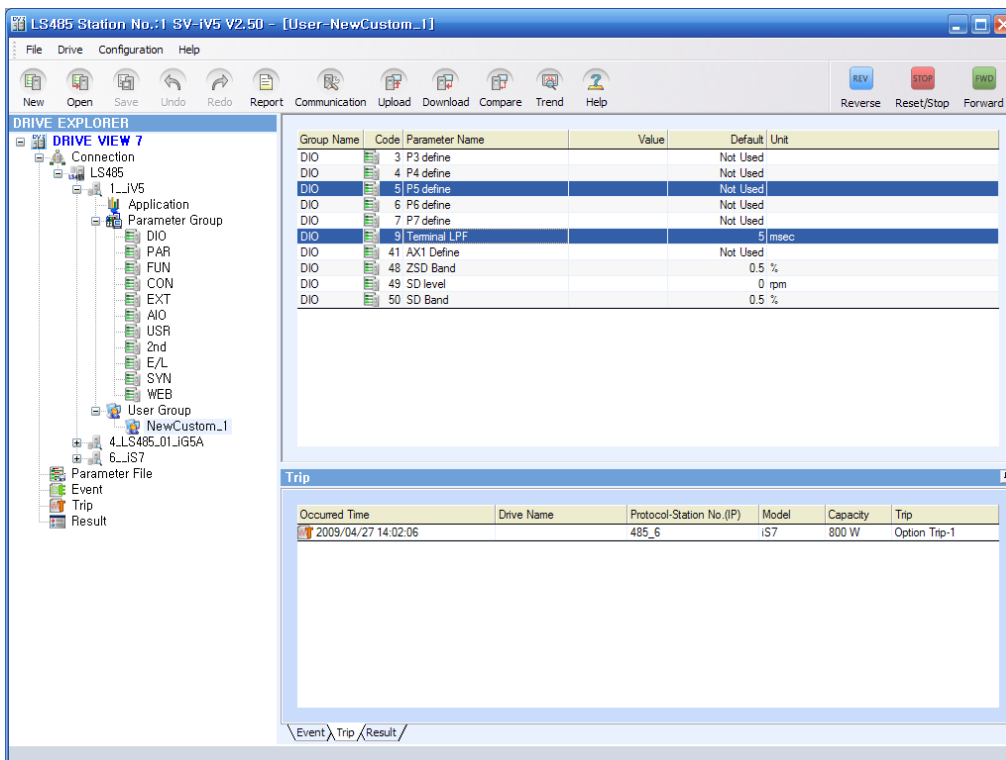 LS485 Station No.:1 SV-iV5 V2.50 - [User-NewCustom_1]
File Drive Configuration Help
New Open Save Undo Redo Report Communication Upload Download Compare Trend Help REV Reverse STOP Reset/Stop FWD Forward
DRIVE EXPLORER
DRIVE VIEW 7
Connection
LS485
1__iV5
Application
Parameter Group
DIO
PAR
FUN
CON
EXT
AIO
USR
2nd
E/L
SYN
WEB
User Group
NewCustom_1
4_LS485_01_iG5A
6__iS7
Parameter File
Event
Trip
Result
Group Name Code Parameter Name Value Default Unit
DIO 3 P3 define Not Used
DIO 4 P4 define Not Used
DIO 5 P5 define Not Used
DIO 6 P6 define Not Used
DIO 7 P7 define Not Used
DIO 9 Terminal LPF 5 msec
DIO 41 AX1 Define Not Used
DIO 48 ZSD Band 0.5 %
DIO 49 SD level 0 rpm
DIO 50 SD Band 0.5 %
Trip
Occurred Time Drive Name Protocol-Station No.(IP) Model Capacity Trip
2009/04/27 14:02:06 485_6 iS7 800 W Option Trip-1
Event Trip Result